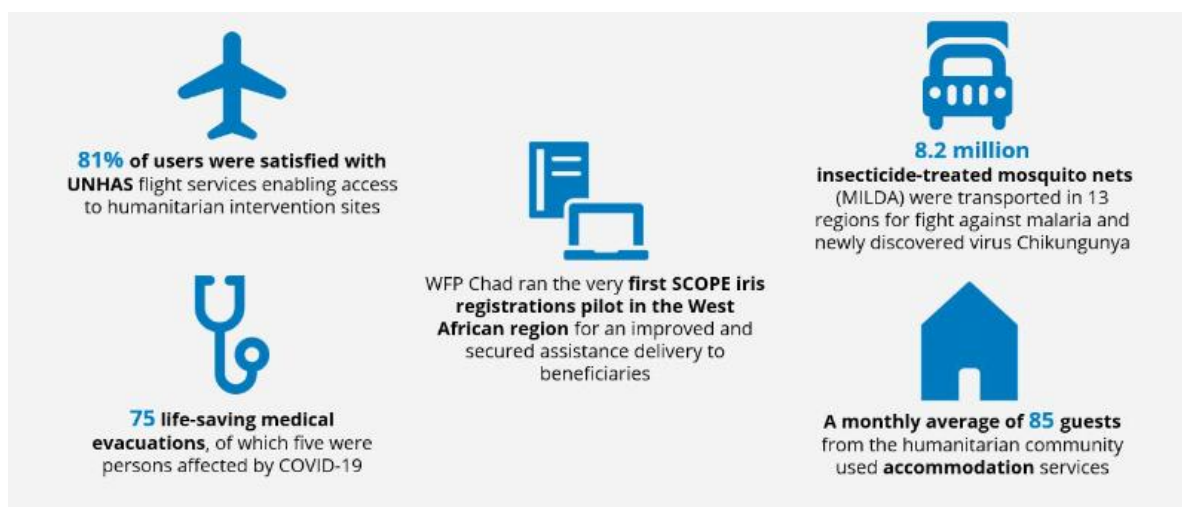 81% of users were satisfied with
UNHAS flight services enabling access
to humanitarian intervention sites
75 life-saving medical
evacuations, of which five were
persons affected by COVID-19
WFP Chad ran the very first SCOPE iris
registrations pilot in the West
African region for an improved and
secured assistance delivery to
beneficiaries
8.2 million
insecticide-treated mosquito nets
(MILDA) were transported in 13
regions for fight against malaria and
newly discovered virus Chikungunya
A monthly average of 85 guests
from the humanitarian community
used accommodation services